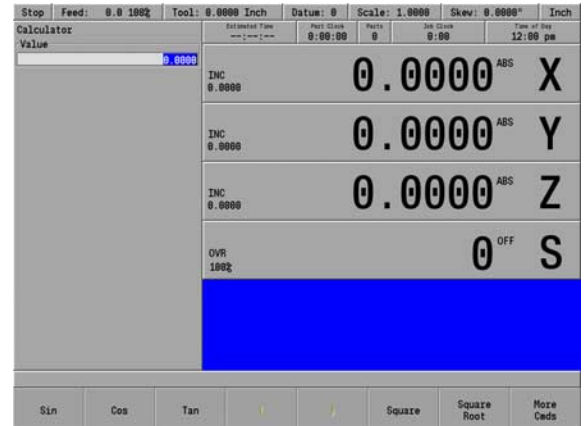 Stop Feed: 0.0 100% Tool: 0.0000 Inch Datum: 0 Scale: 1.0000 Skew: 0.0000° Inch
Calculator
Estimated Time Part Clock Parts Job Clock Time of Day
--:--:-- 0:00:00 0 0:00 12:00 pm
Value
0.0000
INC
0.0000
0.0000 ABS X
INC
0.0000
0.0000 ABS Y
INC
0.0000
0.0000 ABS Z
OVR
100%
0 OFF S
Sin Cos Tan ( ) Square Square Root More Cmds